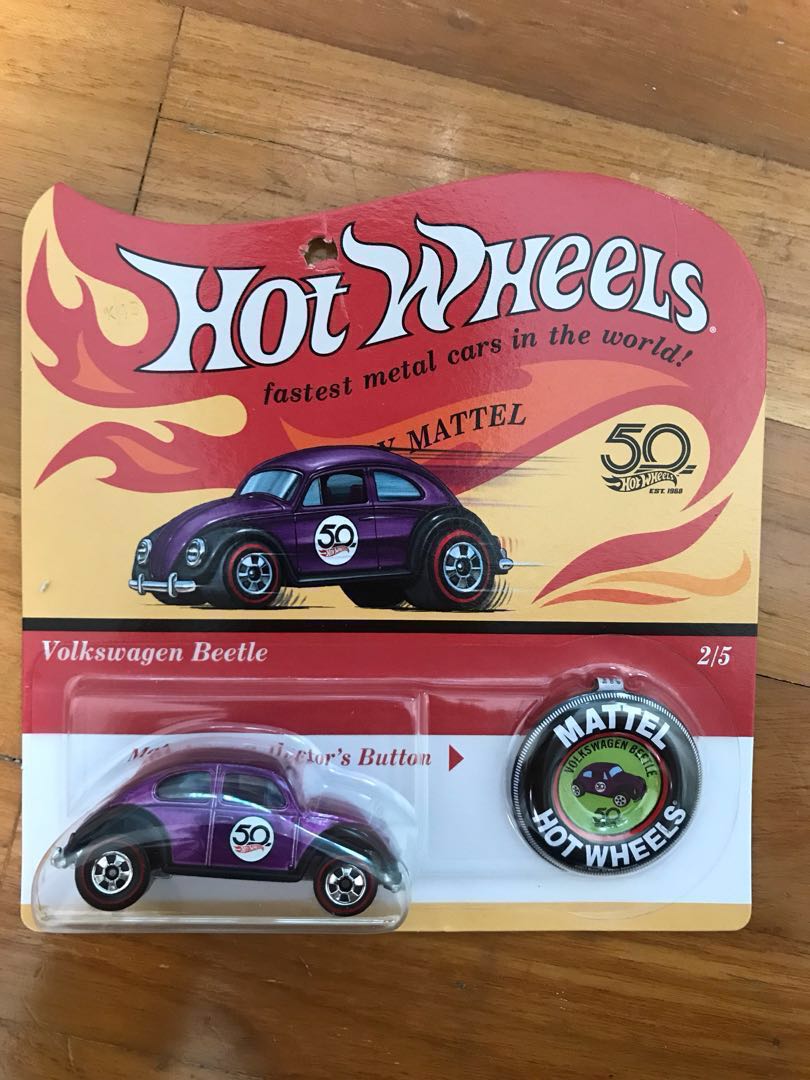 Hot Wheels®
fastest metal cars in the world!
MATTEL
50
Hot Wheels
EST. 1968
50
Volkswagen Beetle
2/5
Button
50
MATTEL
VOLKSWAGEN BEETLE
50
HOT WHEELS®